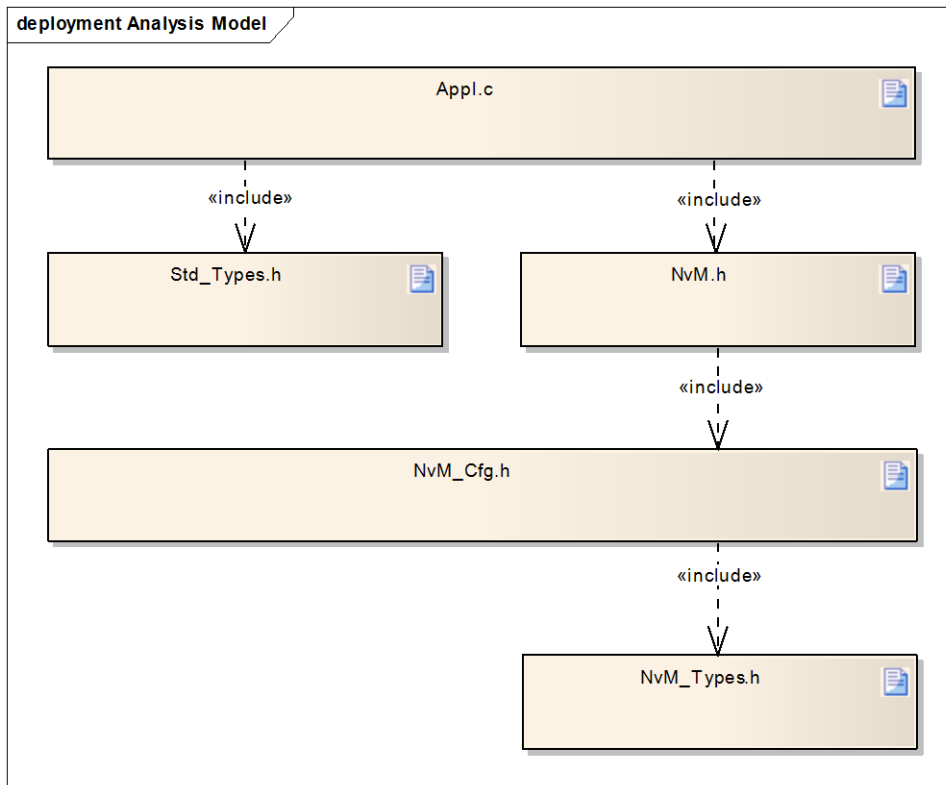 deployment Analysis Model
Appl.c
«include»
«include»
Std_Types.h
NvM.h
«include»
NvM_Cfg.h
«include»
NvM_Types.h